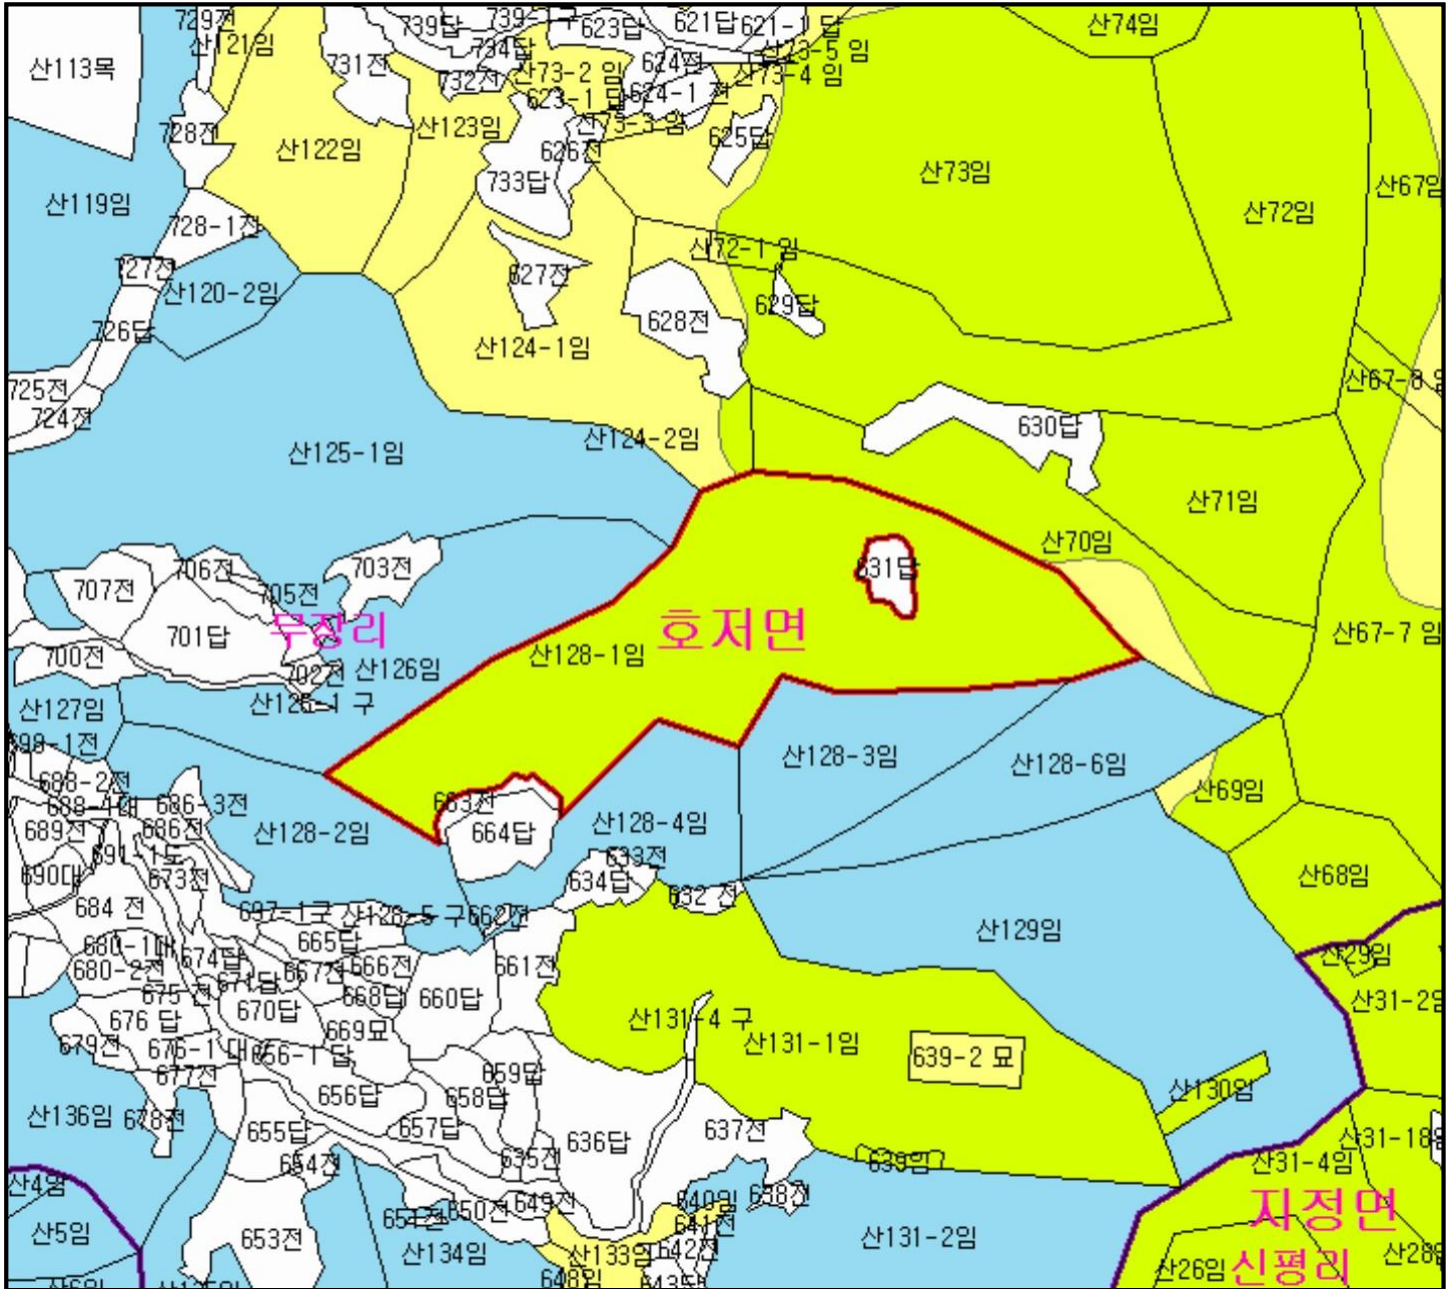 729전
739답
739-1구
623답
621답
621-1 답
산74임
산121임
734답
산23-5 임
산113목
731전
732전
산73-2 임
624전
산73-4 임
623-1 답
624-1 전
728전
산123임
산73-3 임
625답
산122임
626전
산73임
733답
산67임
산119임
산72임
728-1전
산72-1 임
727전
627전
산120-2임
629답
726답
628전
산124-1임
725전
산67-8 임
724전
630답
산124-2임
산125-1임
산71임
산70임
706전
703전
631답
707전
705전
무장리
호저면
701답
산67-7 임
700전
산128-1임
702전
산126임
산126-1 구
산127임
698-1전
산128-3임
산128-6임
688-2전
산69임
688-1대
686-3전
663전
689전
686전
산128-2임
664답
산128-4임
691-1도
633전
690대
673전
634답
산68임
632 전
684 전
697-1구
산128-5 구
662전
665답
산129임
680-1대
674답
산29임
680-2전
671답
667전
666전
661전
675 전
668답
660답
산31-2임
670답
산131-4 구
676 답
669묘
산131-1임
679전
676-1 대
656-1 답
639-2 묘
677전
659답
656답
658답
산130임
산136임
678전
655답
657답
636답
637전
산31-18임
654전
635전
639임
산31-4임
산4임
649전
640임
638전
651전
650전
641전
지정면
산5임
653전
산134임
산133임
642전
산131-2임
산28임
648임
643답
산26임
신평리
산6임
산135임